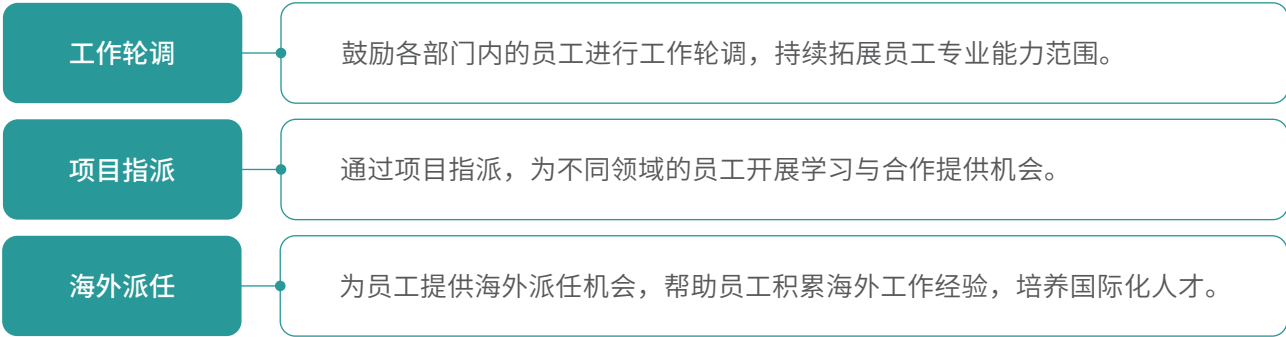 工作轮调
鼓励各部门内的员工进行工作轮调，持续拓展员工专业能力范围。
项目指派
通过项目指派，为不同领域的员工开展学习与合作提供机会。
海外派任
为员工提供海外派任机会，帮助员工积累海外工作经验，培养国际化人才。